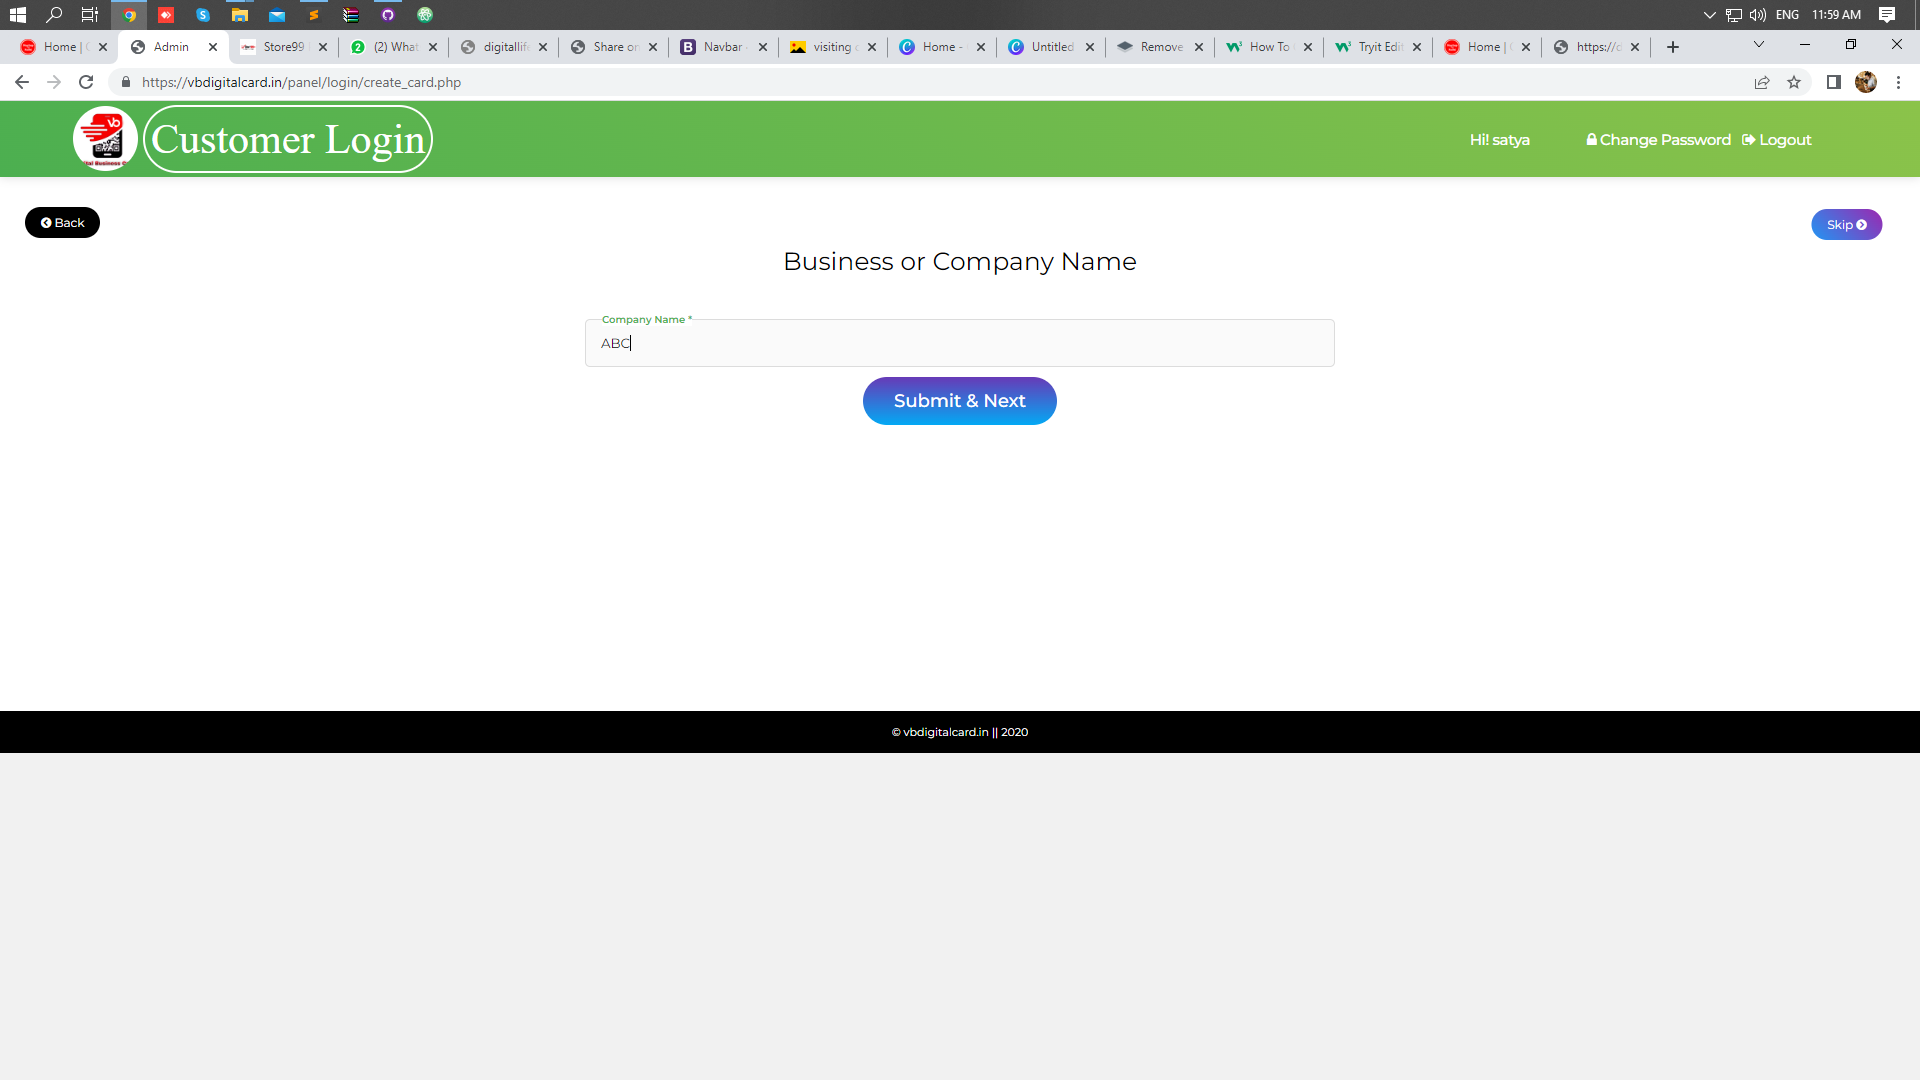 ENG 11:59 AM
Home | C Admin Store99 (2) What digitallif Share on Navbar visiting c Home - Untitled Remove How To Tryit Edit Home | C https://d
https://vbdigitalcard.in/panel/login/create_card.php
Customer Login
Hi! satya Change Password Logout
Back
Skip
Business or Company Name
Company Name *
ABC
Submit & Next
© vbdigitalcard.in || 2020